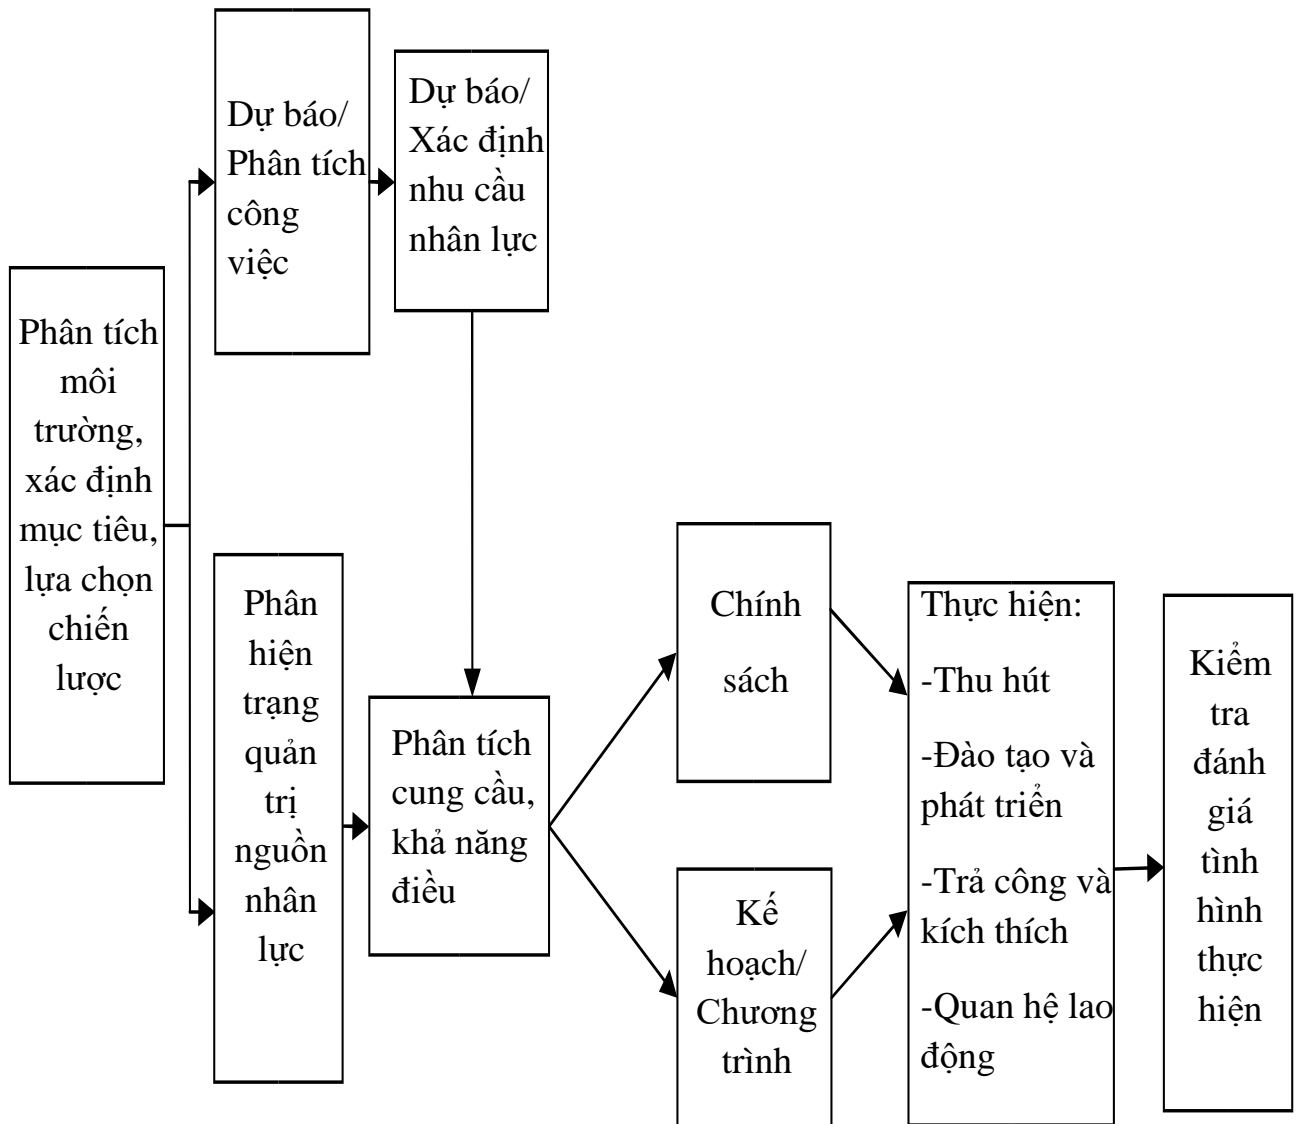 Phân tích
môi
trường,
xác định
mục tiêu,
lựa chọn
chiến
lược
Dự báo/
Phân tích
công
việc
Dự báo/
Xác định
nhu cầu
nhân lực
Phân
hiện
trạng
quản
trị
nguồn
nhân
lực
Phân tích
cung cầu,
khả năng
điều
Chính
sách
Kế
hoạch/
Chương
trình
Thực hiện:
-Thu hút
-Đào tạo và
phát triển
-Trả công và
kích thích
-Quan hệ lao
động
Kiểm
tra
đánh
giá
tình
hình
thực
hiện